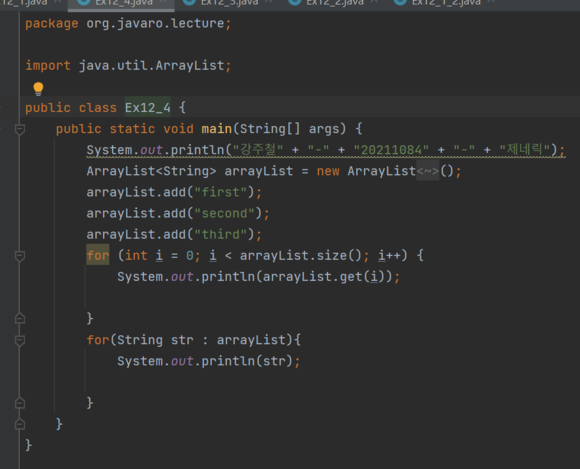 Ex12_4.java Ex12_3.java Ex12_2.java Ex12_1_2.java
package org.javaro.lecture;
import java.util.ArrayList;
public class Ex12_4 {
public static void main(String[] args) {
System.out.println("강주철" + "-" + "20211084" + "-" + "제네릭");
ArrayList<String> arrayList = new ArrayList<~>();
arrayList.add("first");
arrayList.add("second");
arrayList.add("third");
for (int i = 0; i < arrayList.size(); i++) {
System.out.println(arrayList.get(i));
}
for(String str : arrayList){
System.out.println(str);
}
}
}